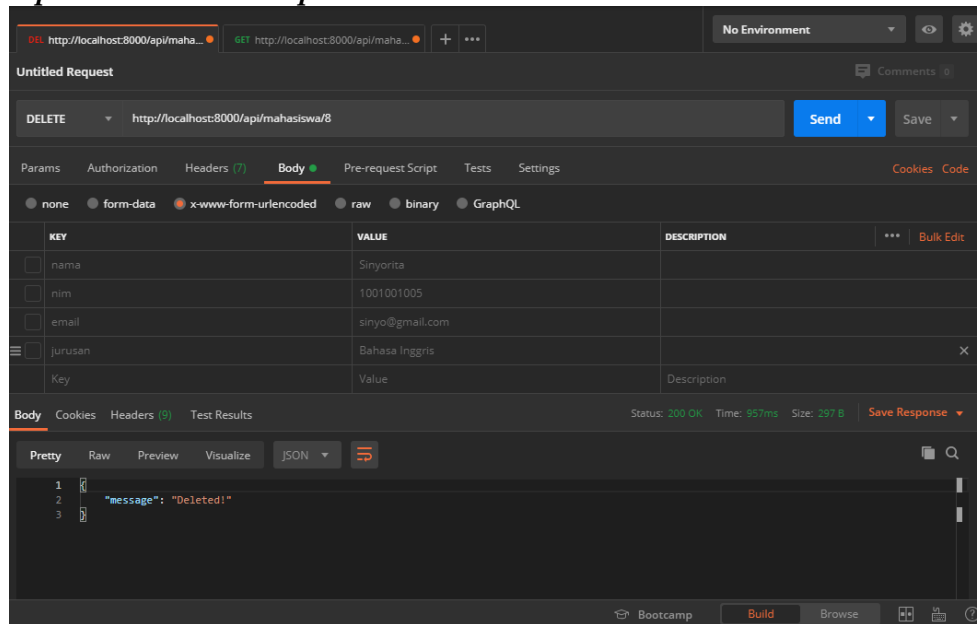 DEL http://localhost:8000/api/maha... GET http://localhost:8000/api/maha... + ••• No Environment
Untitled Request Comments 0
DELETE http://localhost:8000/api/mahasiswa/8 Send Save
Params Authorization Headers (7) Body Pre-request Script Tests Settings Cookies Code
none form-data x-www-form-urlencoded raw binary GraphQL
KEY VALUE DESCRIPTION ••• Bulk Edit
nama Sinyorita
nim 1001001005
email sinyo@gmail.com
jurusan Bahasa Inggris
Key Value Description
Body Cookies Headers (9) Test Results Status: 200 OK Time: 957ms Size: 297 B Save Response
Pretty Raw Preview Visualize JSON
1 {
2 "message": "Deleted!"
3 }
Bootcamp Build Browse